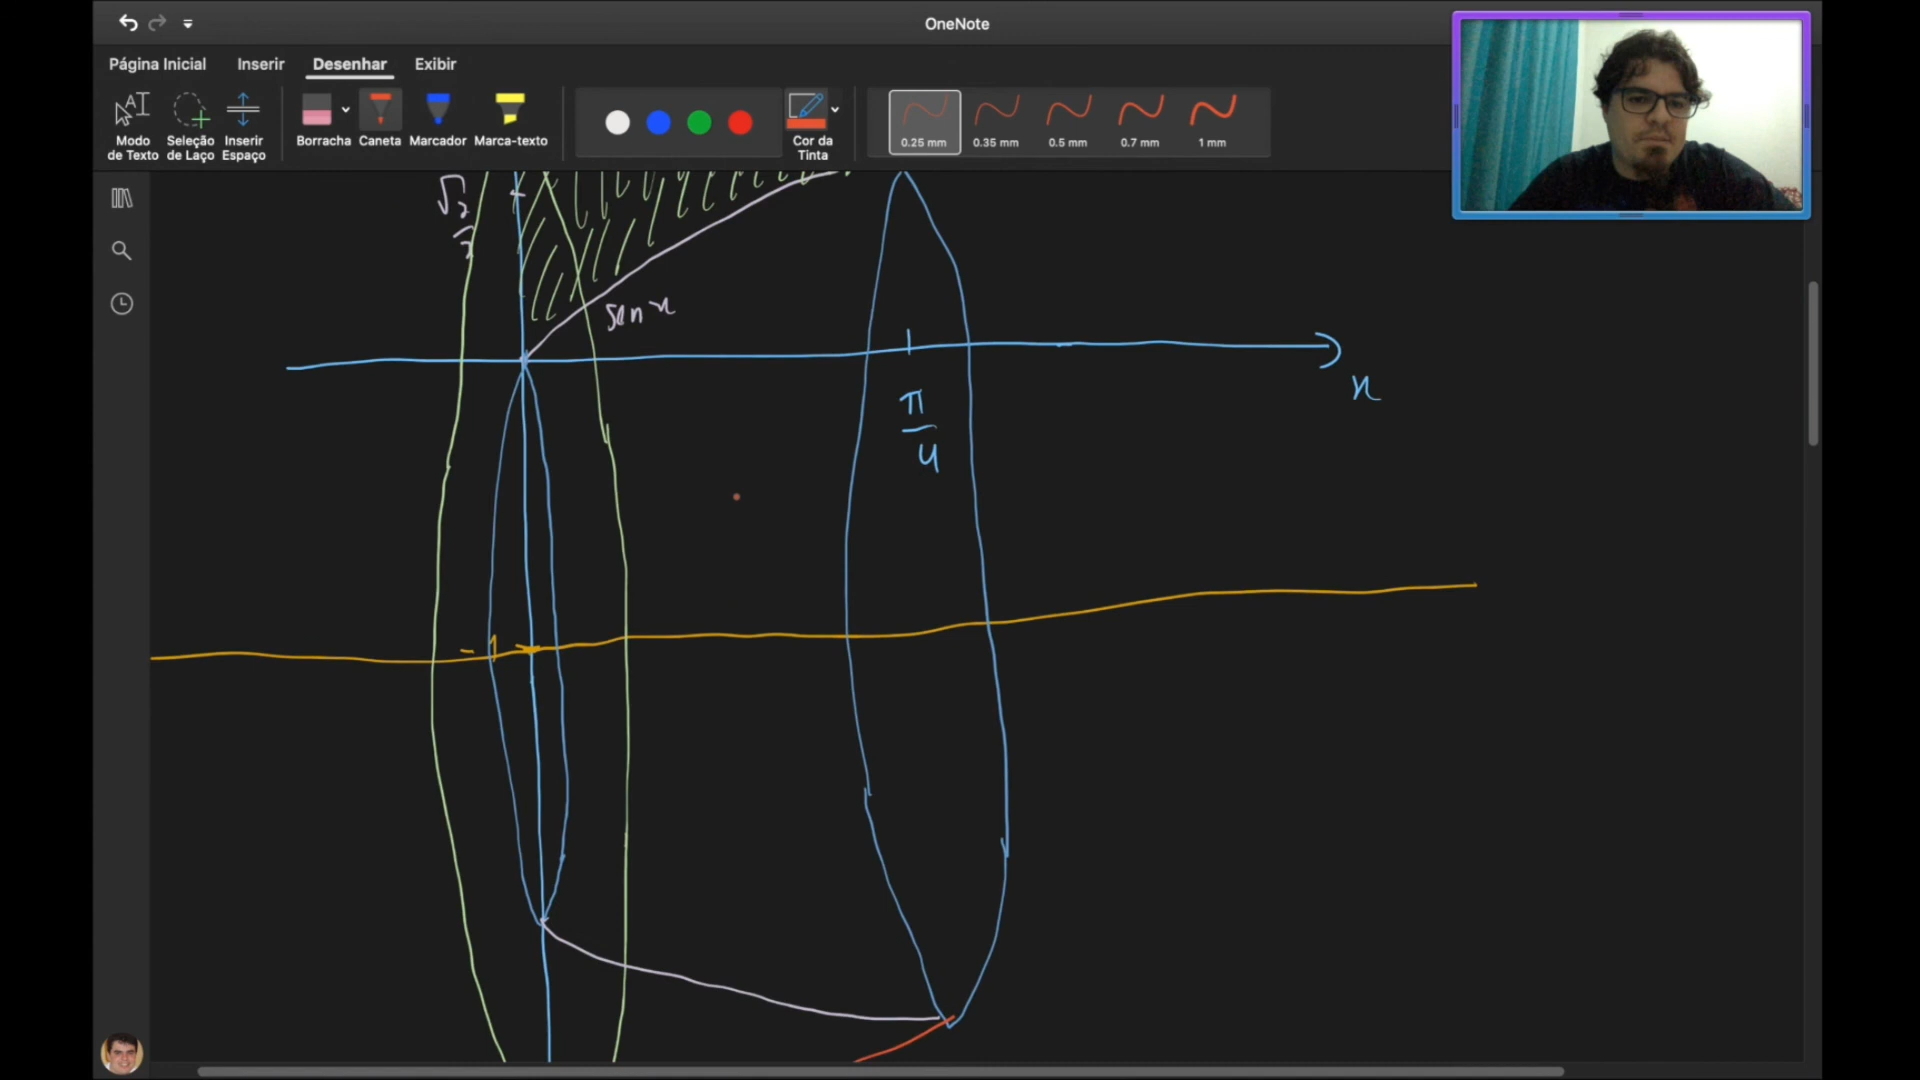 OneNote
Página Inicial Inserir Desenhar Exibir
Modo de Texto
Seleção de Laço
Inserir Espaço
Borracha
Caneta
Marcador
Marca-texto
Cor da Tinta
0.25 mm
0.35 mm
0.5 mm
0.7 mm
1 mm
√2
sen x
x
π
4
-1